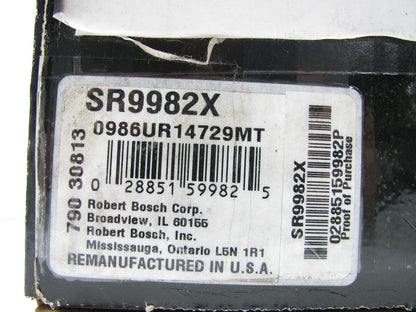 SR9982X
0986UR14729MT
790 30813
0 28851 59982 5
Robert Bosch Corp.
Broadview, IL 60155
Robert Bosch, Inc.
Mississauga, Ontario L5N 1R1
REMANUFACTURED IN U.S.A.
SR9982X
02885159982P
Proof of Purchase